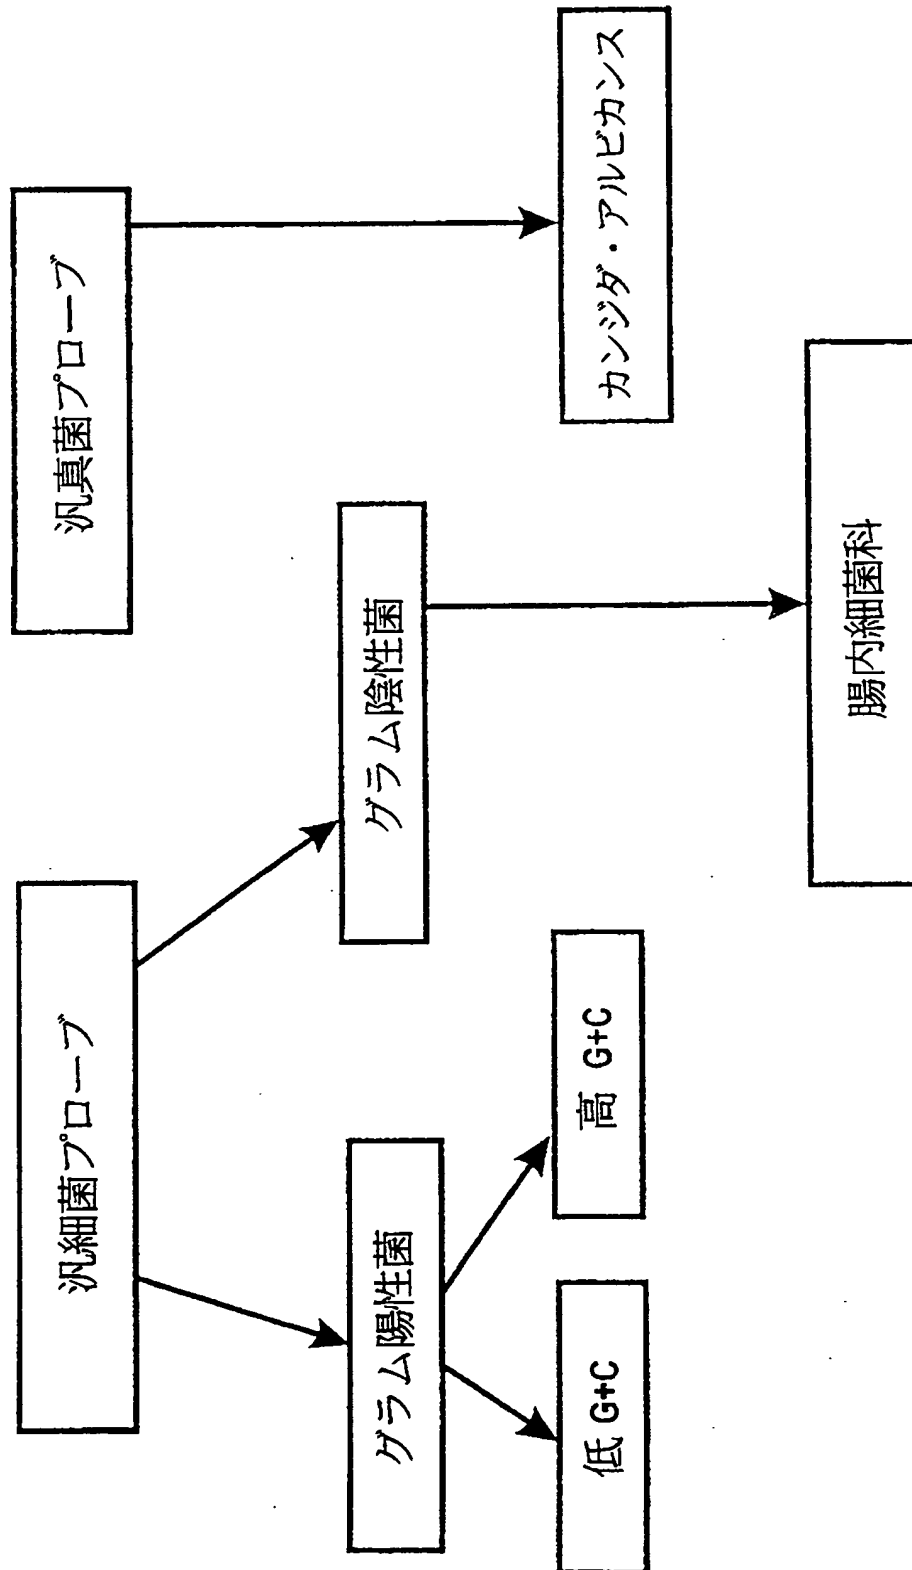 汎細菌プローブ
汎真菌プローブ
グラム陽性菌
グラム陰性菌
低 G+C
高 G+C
カンジダ・アルビカンス
腸内細菌科